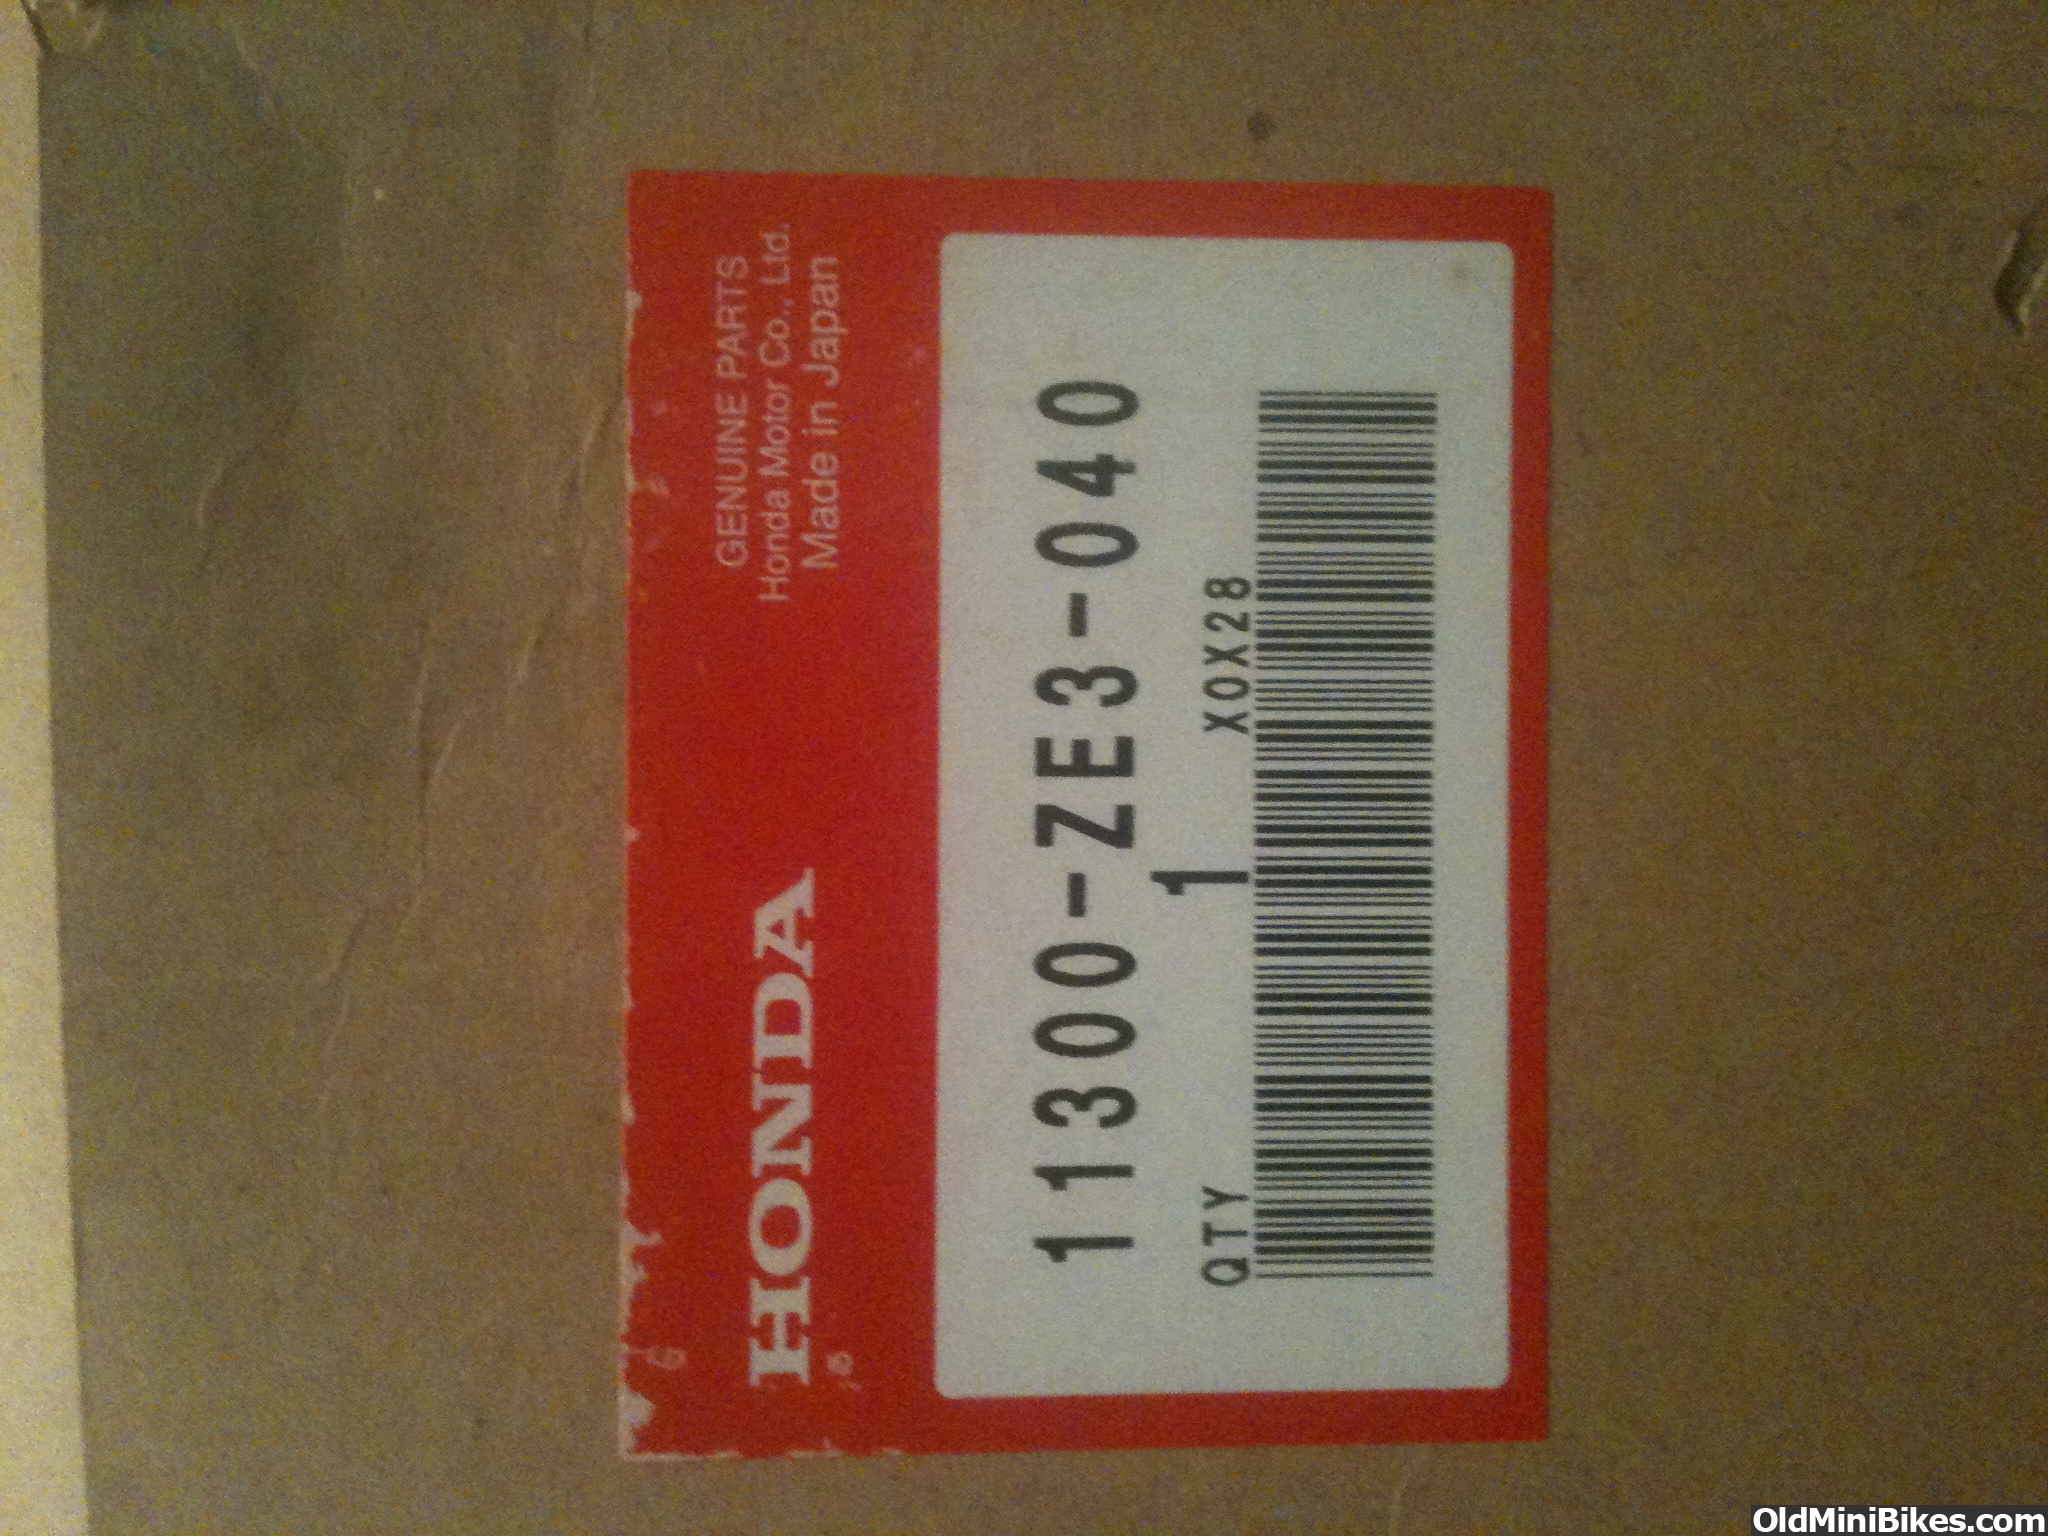 HONDA
GENUINE PARTS
Honda Motor Co., Ltd.
Made in Japan
11300-ZE3-040
QTY 1 X0X28
OldMiniBikes.com